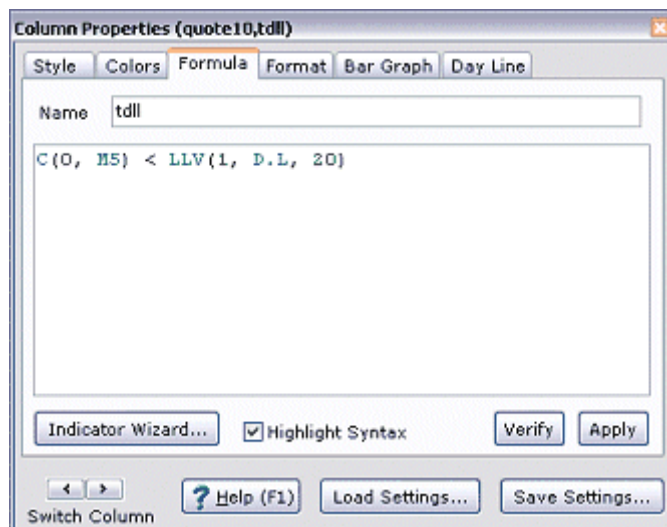 Column Properties (quote10,tdll)
Style Colors Formula Format Bar Graph Day Line
Name tdll
C(0, M5) < LLV(1, D.L, 20)
Indicator Wizard... Highlight Syntax Verify Apply
Switch Column ? Help (F1) Load Settings... Save Settings...